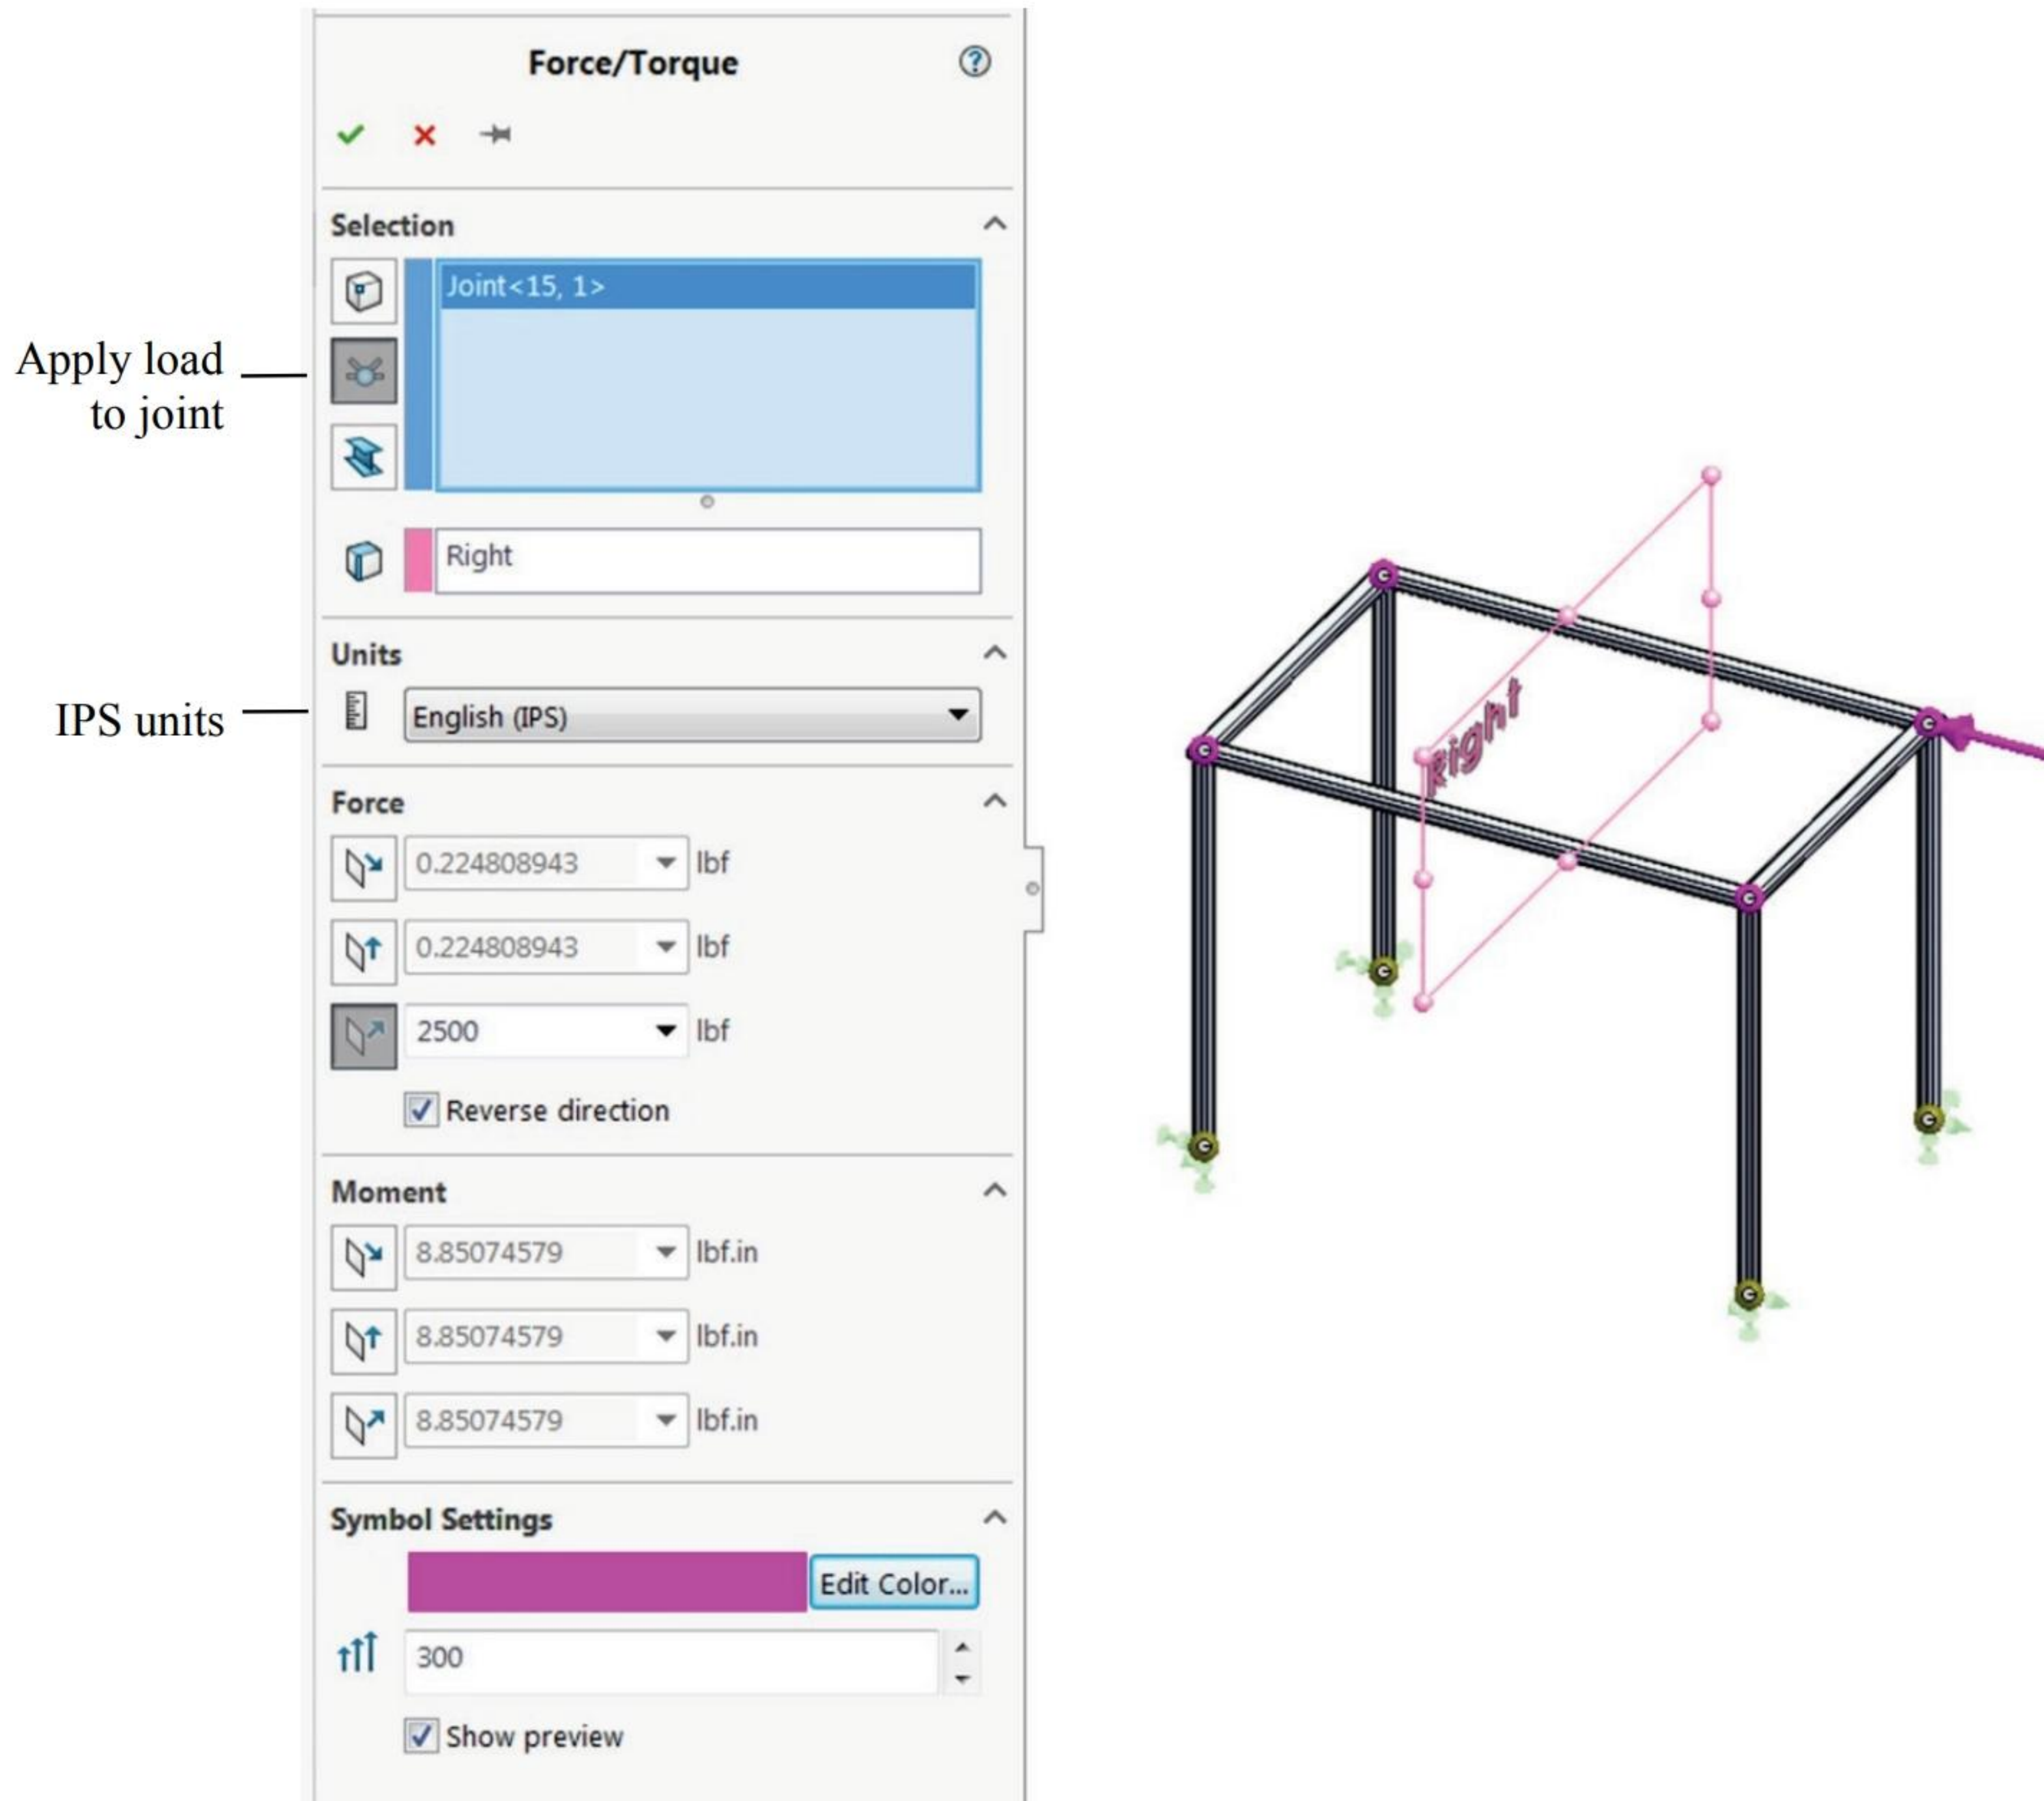 Force/Torque
Selection
Joint<15, 1>
Apply load
to joint
Right
Units
IPS units
English (IPS)
Force
0.224808943 lbf
0.224808943 lbf
2500 lbf
Reverse direction
Moment
8.85074579 lbf.in
8.85074579 lbf.in
8.85074579 lbf.in
Symbol Settings
Edit Color...
300
Show preview
Right